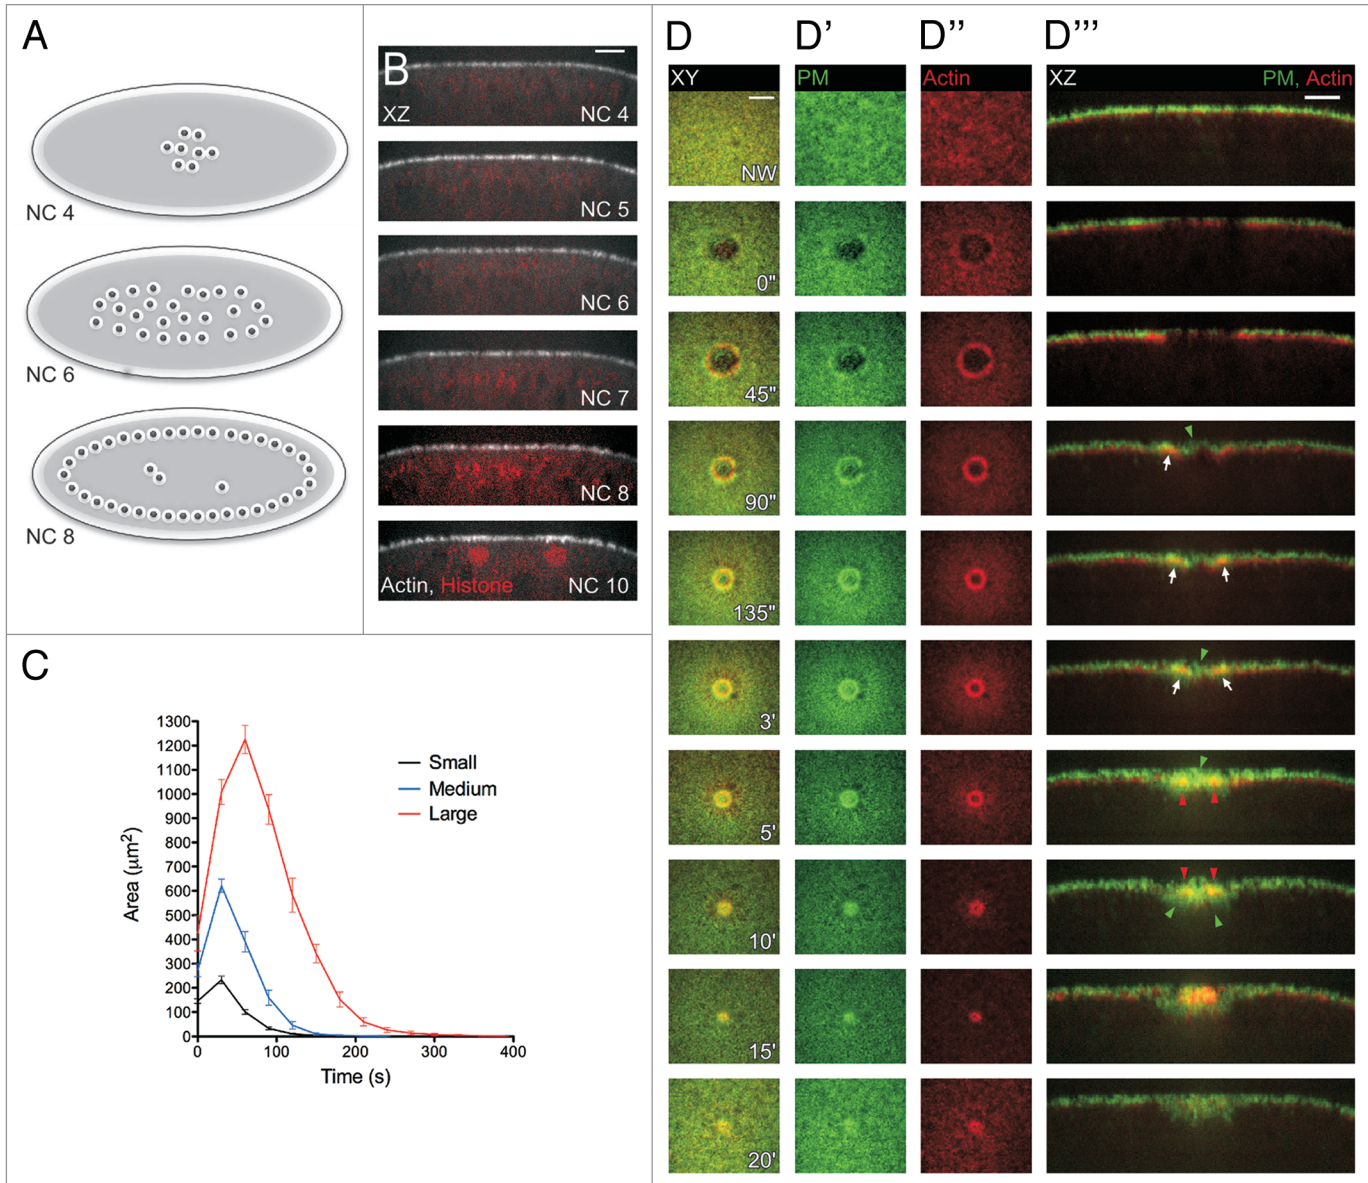 A
NC 4
NC 6
NC 8
B
XZ
NC 4
NC 5
NC 6
NC 7
NC 8
Actin, Histone
NC 10
C
1300
1200
1100
1000
900
800
700
600
500
400
300
200
100
0
Area (μm²)
0
100
200
300
400
Time (s)
Small
Medium
Large
D
D’
D’’
D’’’
XY
PM
Actin
XZ
PM, Actin
NW
0"
45"
90"
135"
3'
5'
10'
15'
20'